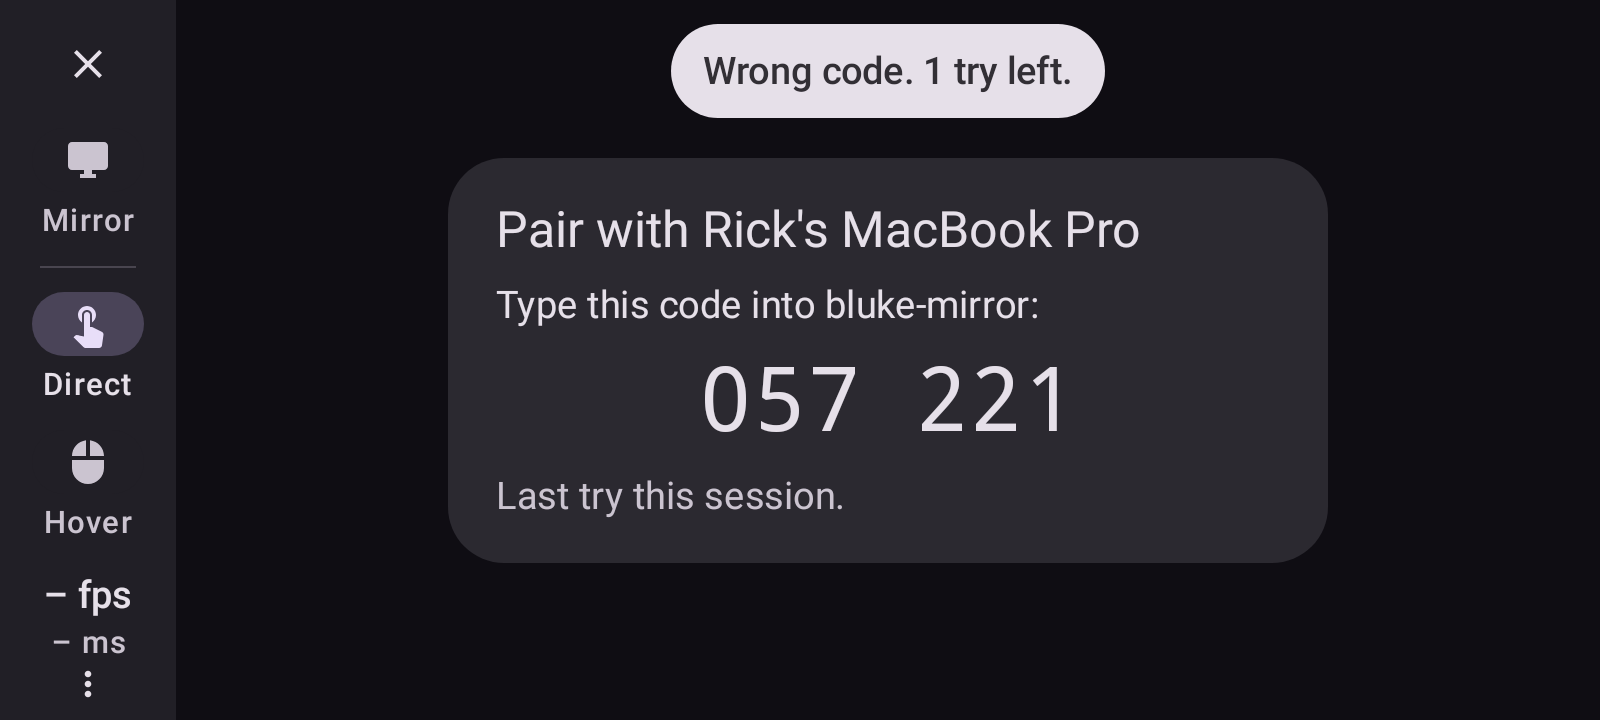 Wrong code. 1 try left.
Mirror
Direct
Hover
– fps
– ms
Pair with Rick's MacBook Pro
Type this code into bluke-mirror:
057 221
Last try this session.